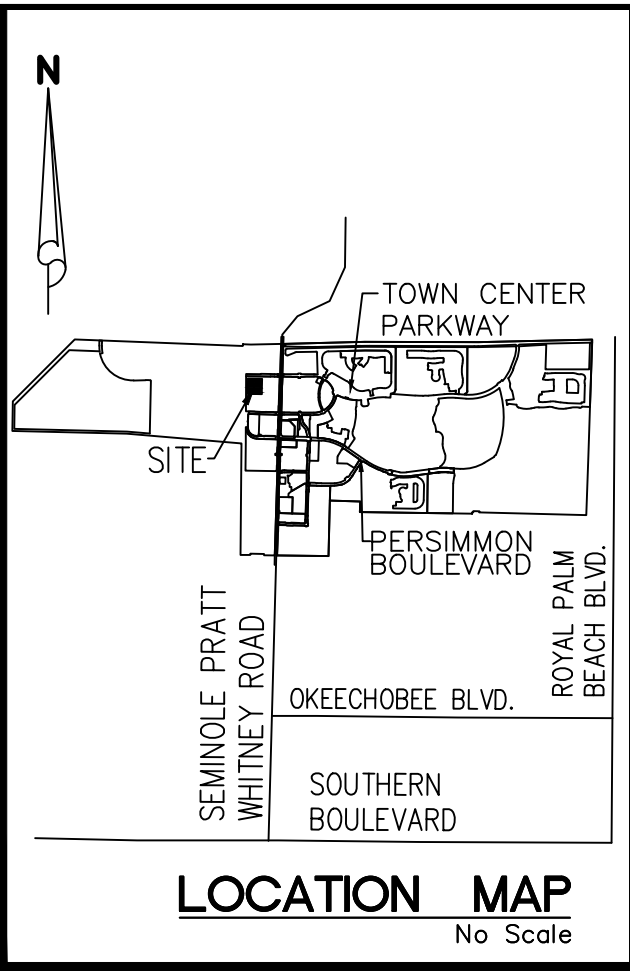 N
TOWN CENTER
PARKWAY
SITE
PERSIMMON
BOULEVARD
ROYAL PALM
BEACH BLVD.
SEMINOLE PRATT
WHITNEY ROAD
OKEECHOBEE BLVD.
SOUTHERN
BOULEVARD
LOCATION MAP
No Scale